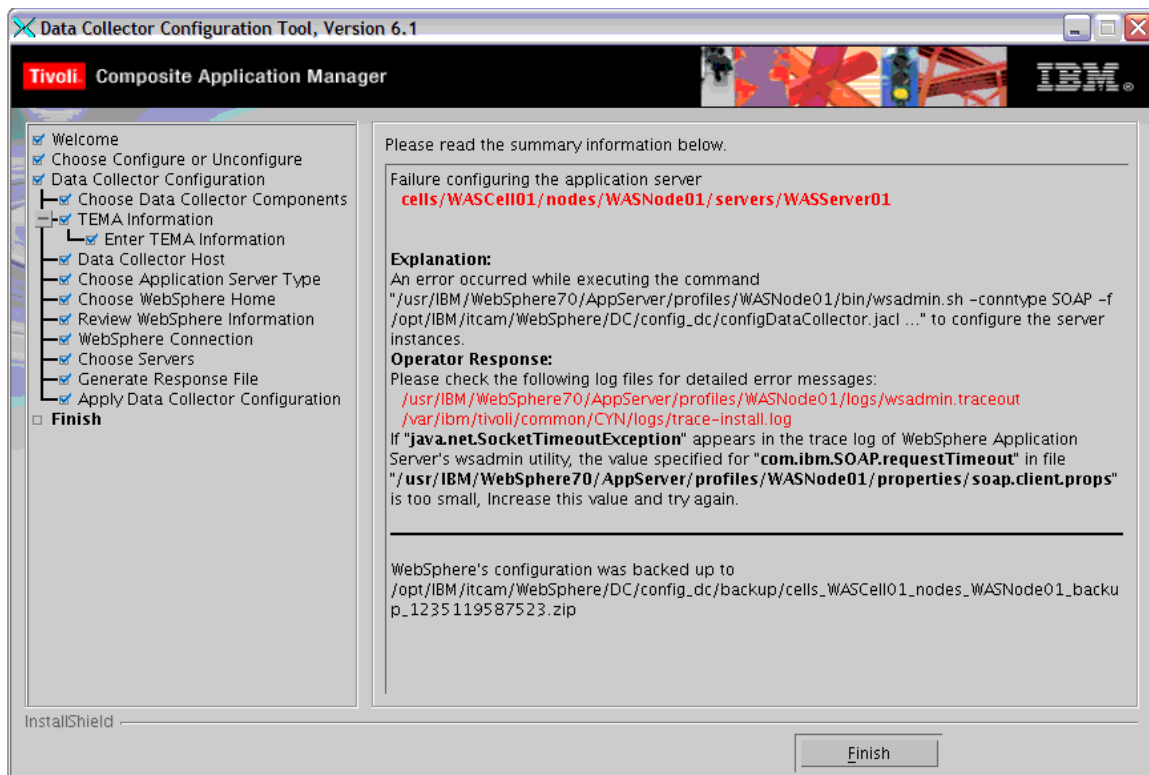 Data Collector Configuration Tool, Version 6.1
Tivoli. Composite Application Manager
IBM®
Welcome
Choose Configure or Unconfigure
Data Collector Configuration
Choose Data Collector Components
TEMA Information
Enter TEMA Information
Data Collector Host
Choose Application Server Type
Choose WebSphere Home
Review WebSphere Information
WebSphere Connection
Choose Servers
Generate Response File
Apply Data Collector Configuration
Finish
Please read the summary information below.
Failure configuring the application server
cells/WASCell01/nodes/WASNode01/servers/WASServer01
Explanation:
An error occurred while executing the command
"/usr/IBM/WebSphere70/AppServer/profiles/WASNode01/bin/wsadmin.sh -conntype SOAP -f
/opt/IBM/itcam/WebSphere/DC/config_dc/configDataCollector.jacl ..." to configure the server
instances.
Operator Response:
Please check the following log files for detailed error messages:
/usr/IBM/WebSphere70/AppServer/profiles/WASNode01/logs/wsadmin.traceout
/var/ibm/tivoli/common/CYN/logs/trace-install.log
If "java.net.SocketTimeoutException" appears in the trace log of WebSphere Application
Server's wsadmin utility, the value specified for "com.ibm.SOAP.requestTimeout" in file
"/usr/IBM/WebSphere70/AppServer/profiles/WASNode01/properties/soap.client.props"
is too small, Increase this value and try again.
WebSphere's configuration was backed up to
/opt/IBM/itcam/WebSphere/DC/config_dc/backup/cells_WASCell01_nodes_WASNode01_backu
p_1235119587523.zip
InstallShield
Finish